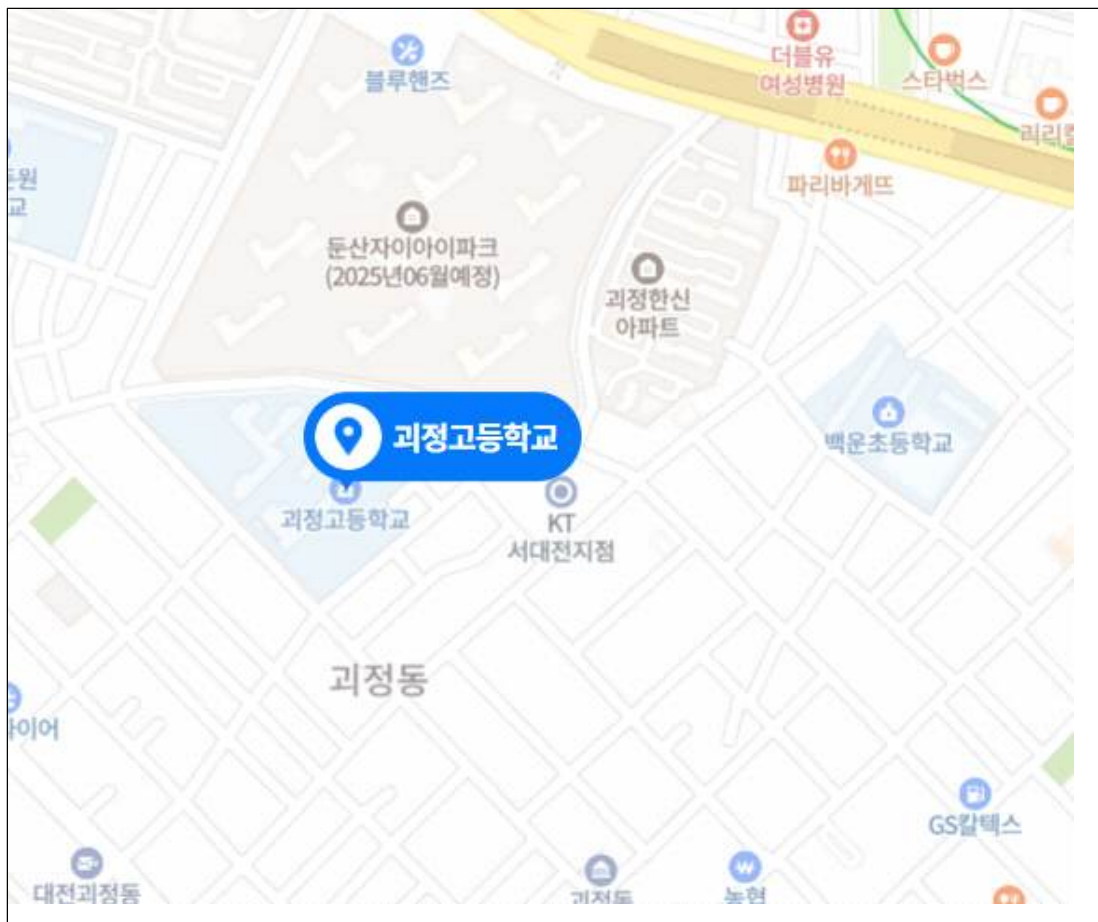 더블유
여성병원
스타벅스
블루핸즈
파리바게뜨
둔산자이아이파크
(2025년06월예정)
괴정한신
아파트
괴정고등학교
백운초등학교
괴정고등학교
KT
서대전지점
괴정동
GS칼텍스
대전괴정동
괴정동
농협